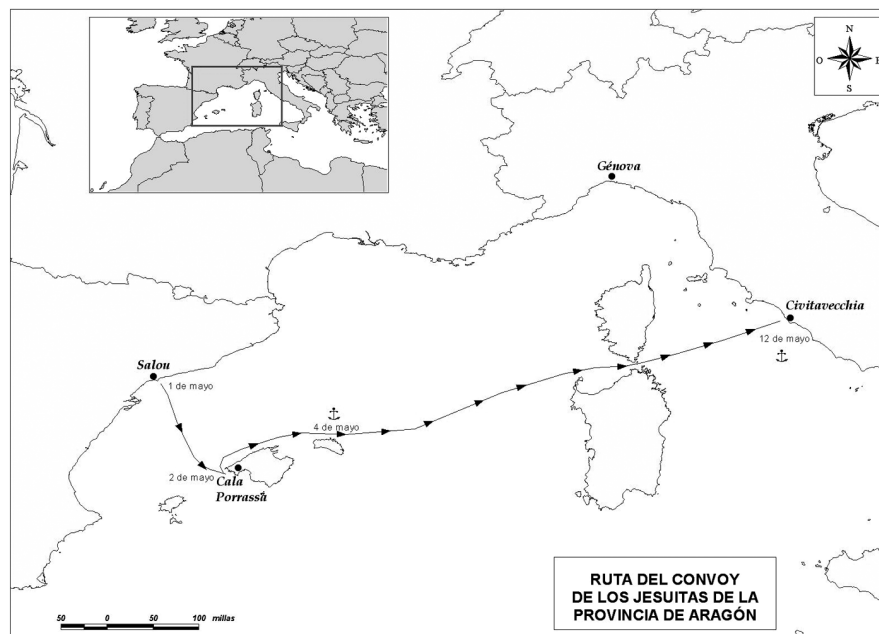 N
O
E
S
Génova
Civitavecchia
12 de mayo
Salou
1 de mayo
4 de mayo
2 de mayo
Cala
Porrassa
RUTA DEL CONVOY
DE LOS JESUITAS DE LA
PROVINCIA DE ARAGÓN
50 0 50 100 millas